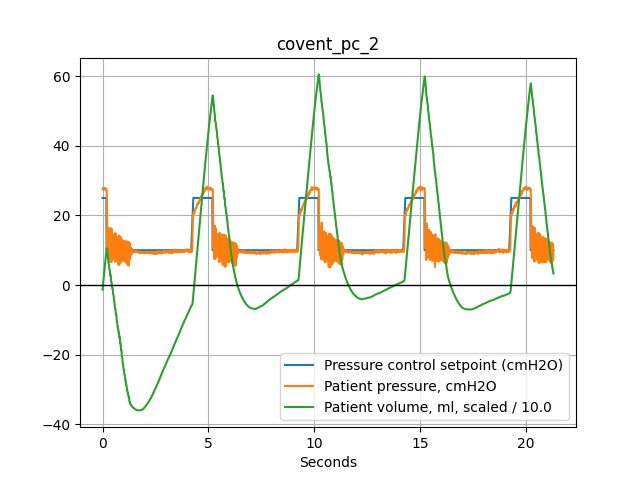 covent_pc_2
60
40
20
0
−20
−40
0
5
10
15
20
Seconds
Pressure control setpoint (cmH2O)
Patient pressure, cmH2O
Patient volume, ml, scaled / 10.0